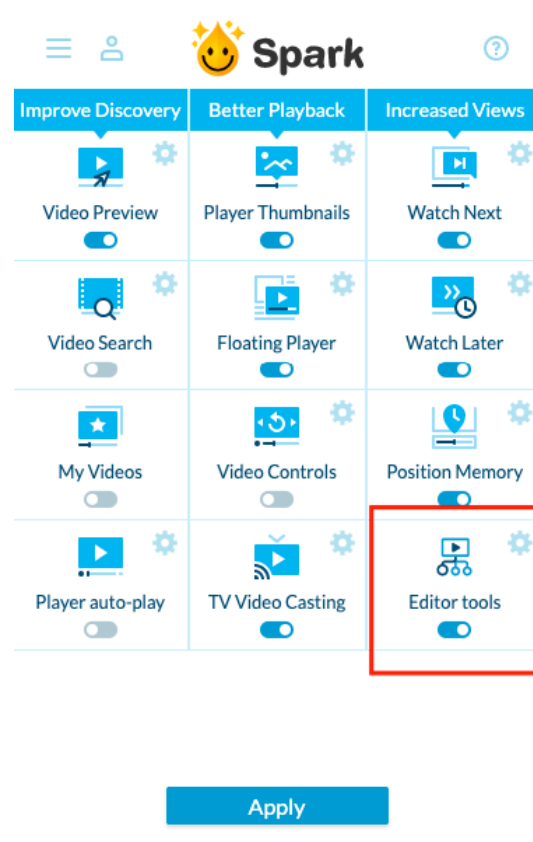 Spark
?
Improve Discovery
Better Playback
Increased Views
Video Preview
Player Thumbnails
Watch Next
Video Search
Floating Player
Watch Later
My Videos
Video Controls
Position Memory
Player auto-play
TV Video Casting
Editor tools
Apply